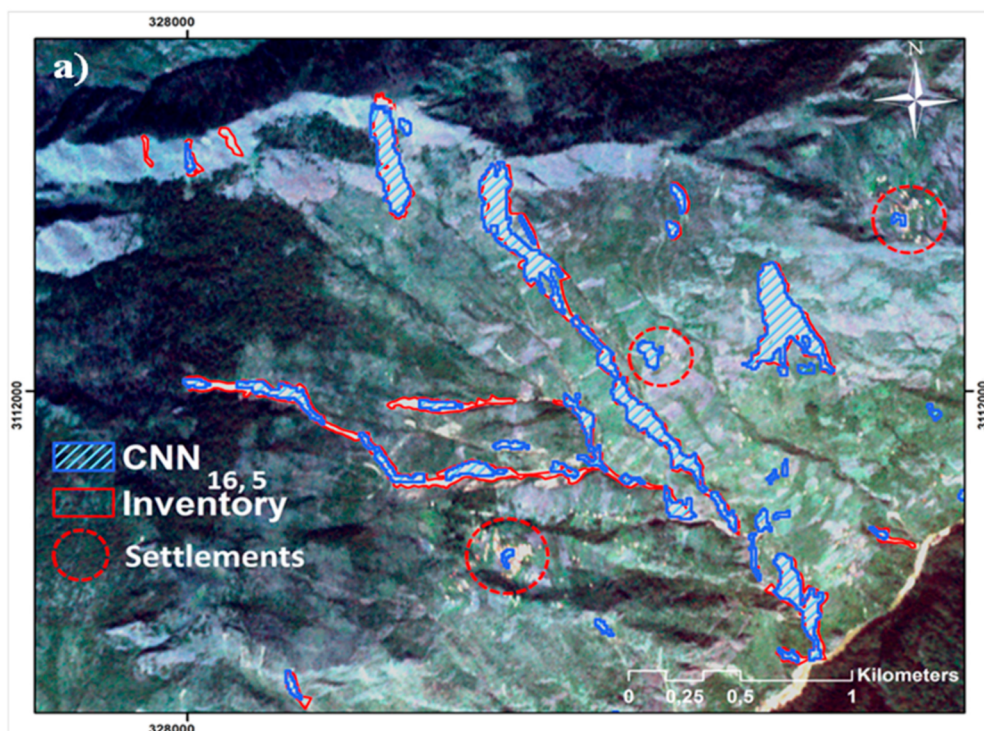 328000
a)
N
3112000
3112000
CNN 16, 5
Inventory
Settlements
Kilometers
0 0.25 0,5 1
328000